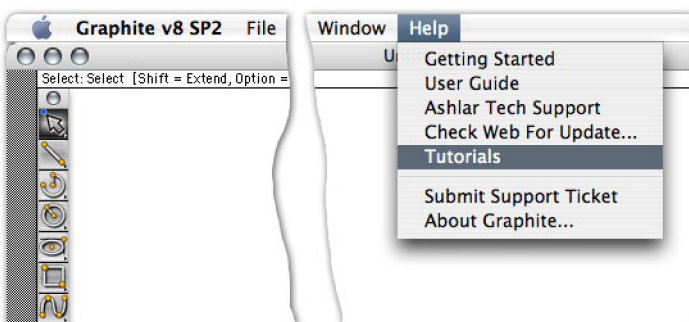 Graphite v8 SP2 File Window Help
Select: Select [Shift = Extend, Option =
Getting Started
User Guide
Ashlar Tech Support
Check Web For Update...
Tutorials
Submit Support Ticket
About Graphite...